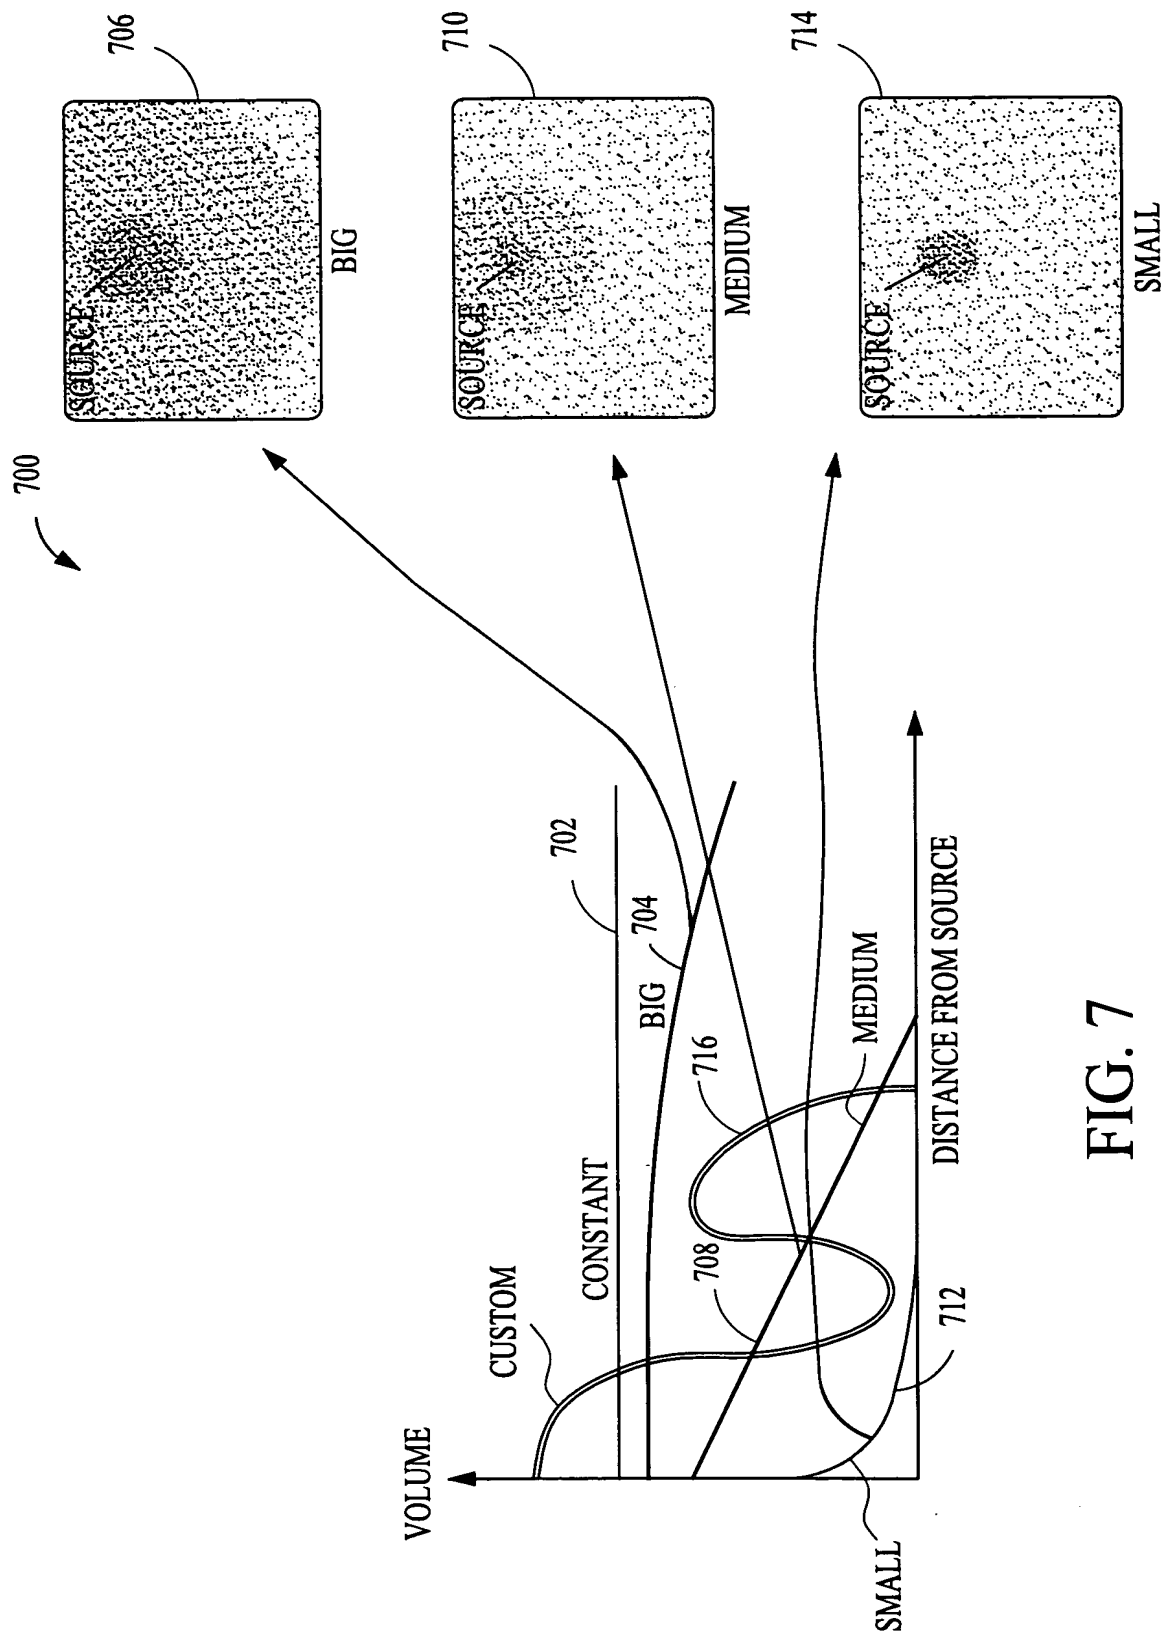 700
706
SOURCE
BIG
710
SOURCE
MEDIUM
714
SOURCE
SMALL
VOLUME
CUSTOM
CONSTANT
702
704
BIG
716
708
MEDIUM
712
SMALL
DISTANCE FROM SOURCE
FIG. 7